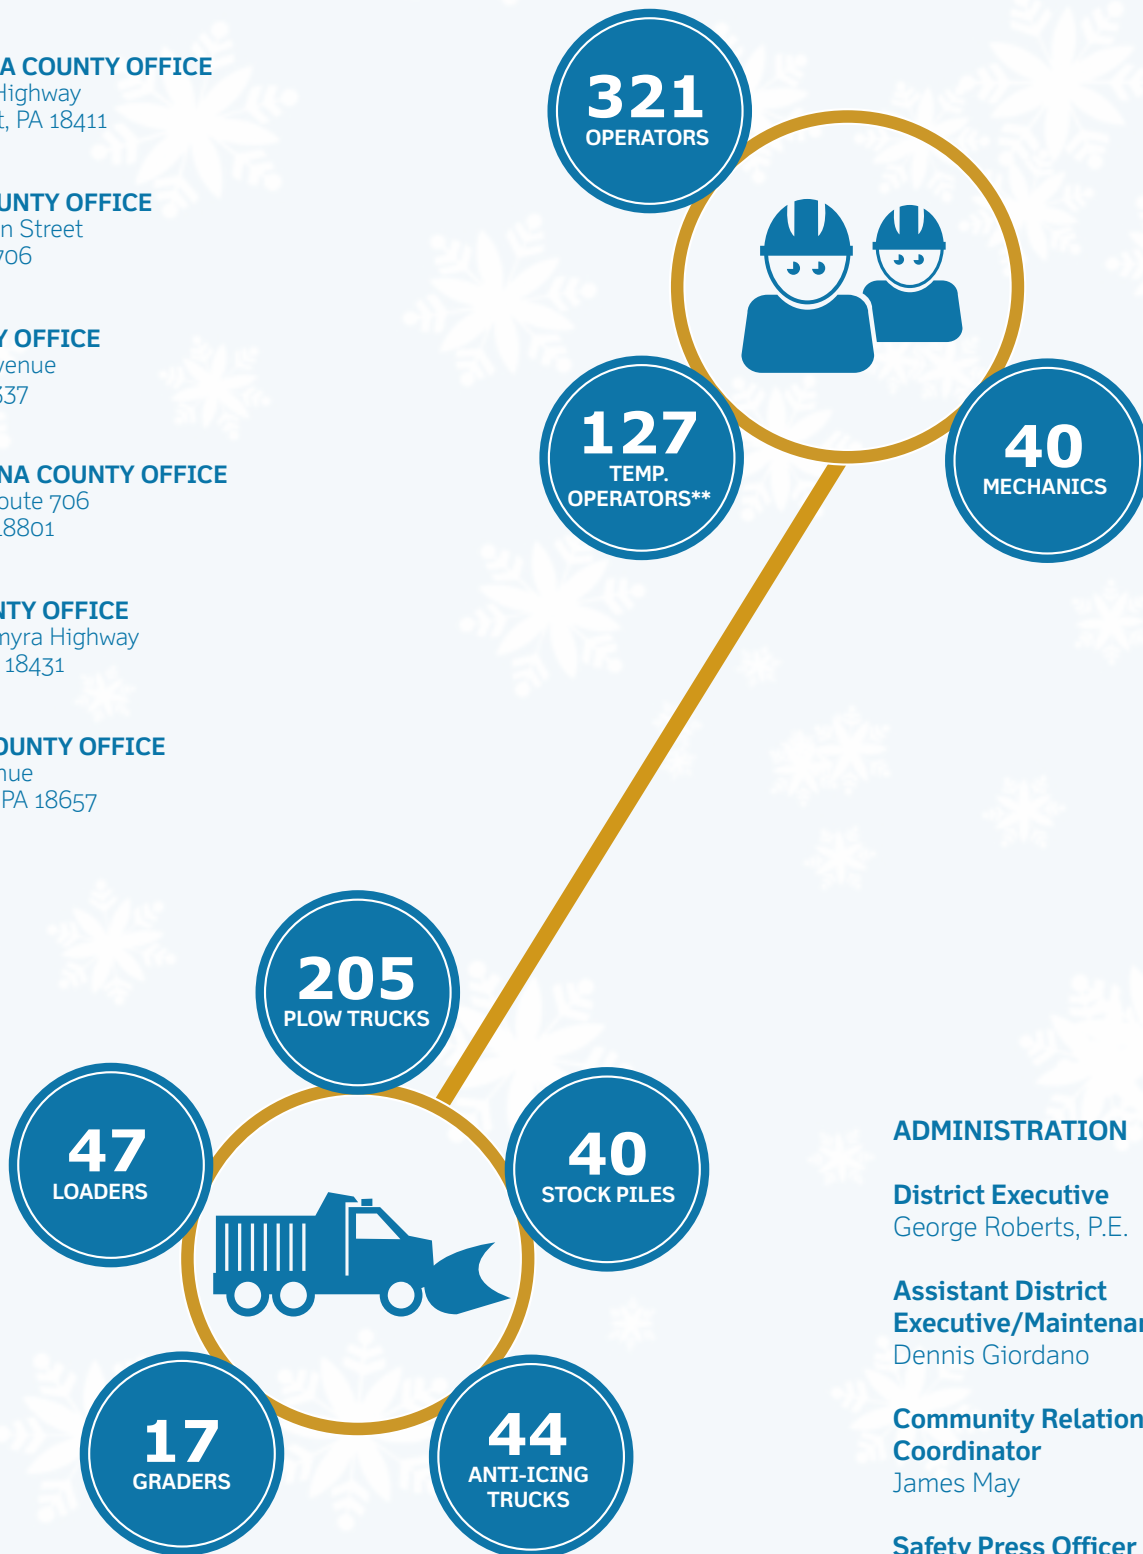 A COUNTY OFFICE
Highway
t, PA 18411
UNTY OFFICE
n Street
706
Y OFFICE
venue
337
NA COUNTY OFFICE
oute 706
18801
NTY OFFICE
myra Highway
18431
OUNTY OFFICE
nue
PA 18657
321
OPERATORS
127
TEMP.
OPERATORS**
40
MECHANICS
205
PLOW TRUCKS
47
LOADERS
40
STOCK PILES
17
GRADERS
44
ANTI-ICING
TRUCKS
ADMINISTRATION
District Executive
George Roberts, P.E.
Assistant District
Executive/Maintenan
Dennis Giordano
Community Relation
Coordinator
James May
Safety Press Officer